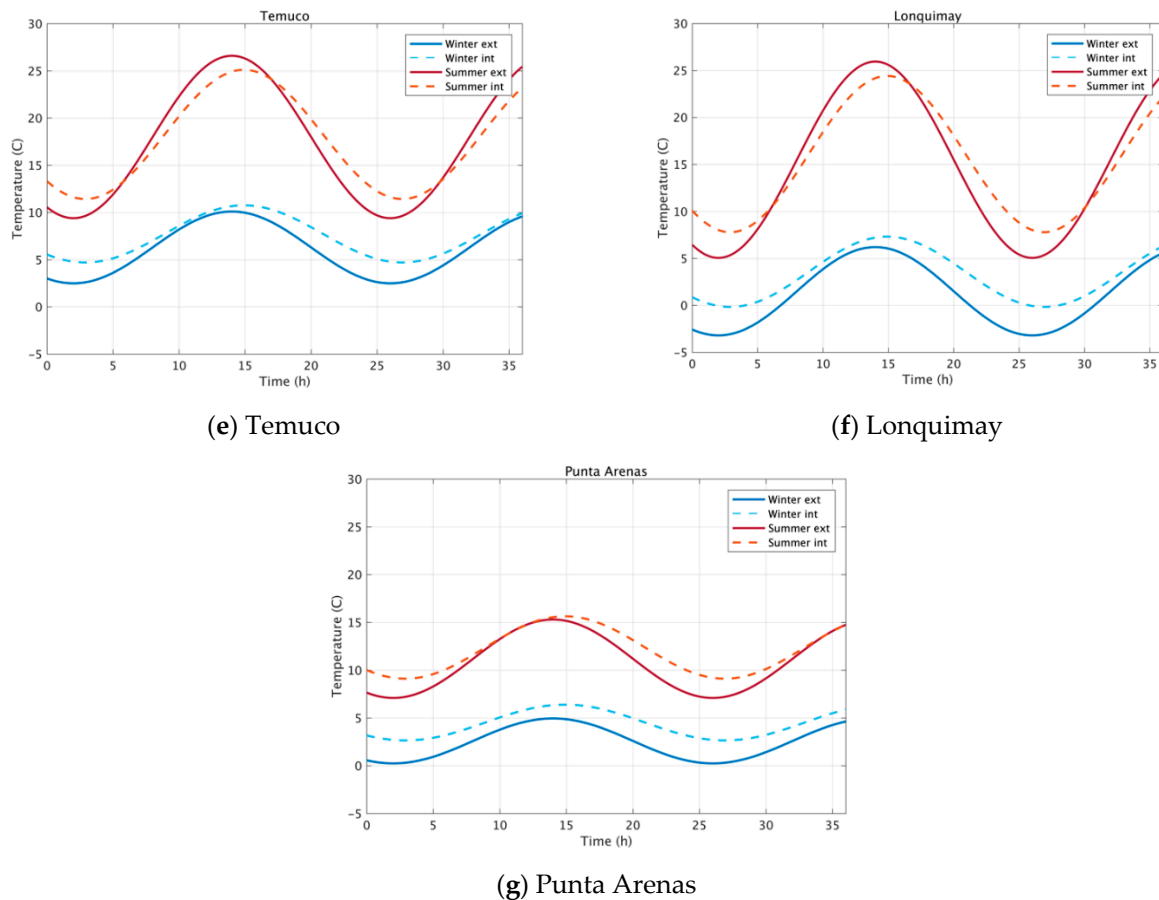 Temuco
30
25
20
15
10
5
0
−5
Temperature (C)
0 5 10 15 20 25 30 35
Time (h)
Winter ext
Winter int
Summer ext
Summer int
(e) Temuco
Lonquimay
30
25
20
15
10
5
0
−5
Temperature (C)
0 5 10 15 20 25 30 35
Time (h)
Winter ext
Winter int
Summer ext
Summer int
(f) Lonquimay
Punta Arenas
30
25
20
15
10
5
0
−5
Temperature (C)
0 5 10 15 20 25 30 35
Time (h)
Winter ext
Winter int
Summer ext
Summer int
(g) Punta Arenas